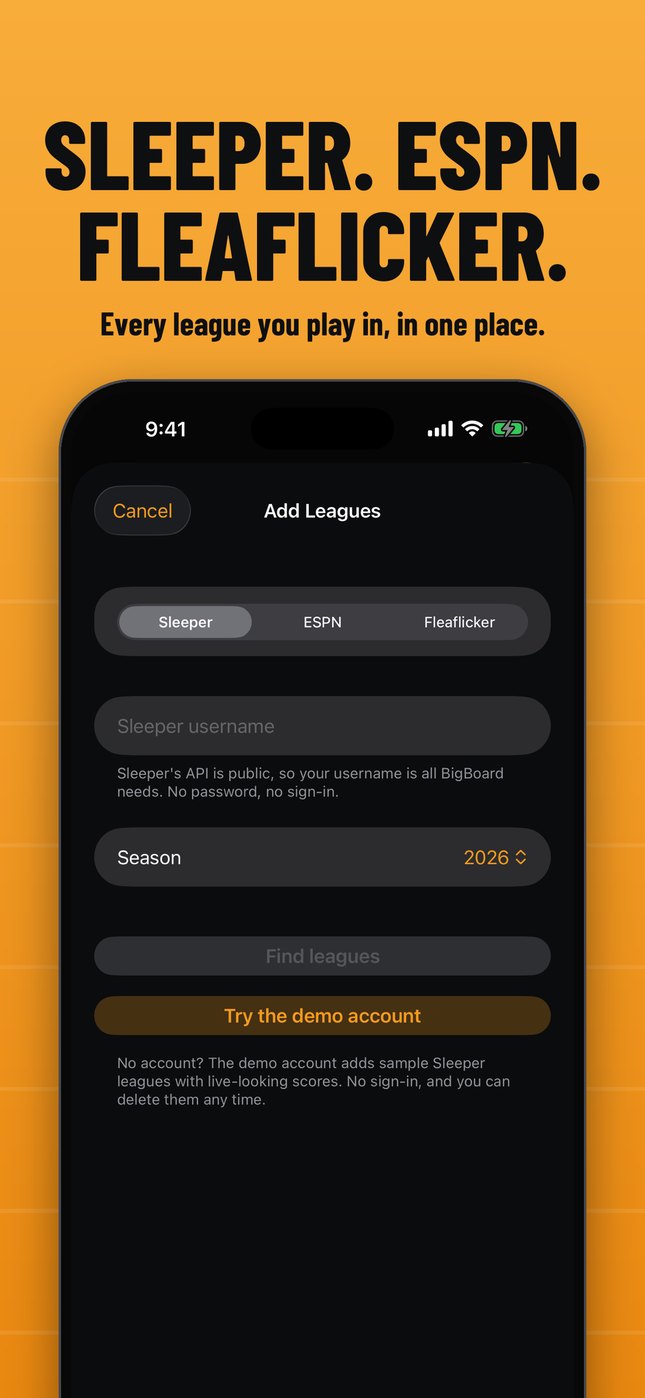 SLEEPER. ESPN.
FLEAFLICKER.
Every league you play in, in one place.
9:41
Cancel
Add Leagues
Sleeper
ESPN
Fleaflicker
Sleeper username
Sleeper's API is public, so your username is all BigBoard
needs. No password, no sign-in.
Season
2026
Find leagues
Try the demo account
No account? The demo account adds sample Sleeper
leagues with live-looking scores. No sign-in, and you can
delete them any time.